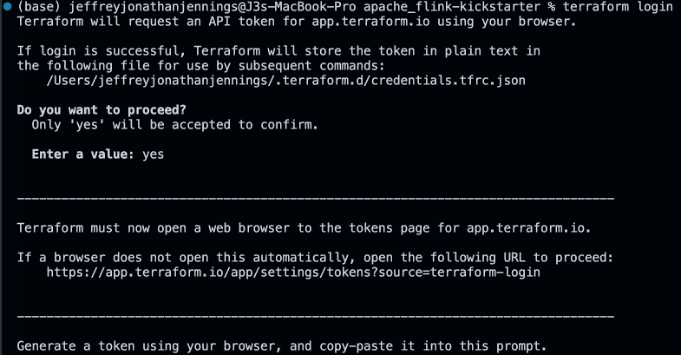 (base) jeffreyjonathanjennings@J3s-MacBook-Pro apache_flink-kickstarter % terraform login
Terraform will request an API token for app.terraform.io using your browser.
If login is successful, Terraform will store the token in plain text in
the following file for use by subsequent commands:
/Users/jeffreyjonathanjennings/.terraform.d/credentials.tfrc.json
Do you want to proceed?
Only 'yes' will be accepted to confirm.
Enter a value: yes
---------------------------------------------------------------------------------
Terraform must now open a web browser to the tokens page for app.terraform.io.
If a browser does not open this automatically, open the following URL to proceed:
https://app.terraform.io/app/settings/tokens?source=terraform-login
---------------------------------------------------------------------------------
Generate a token using your browser, and copy-paste it into this prompt.